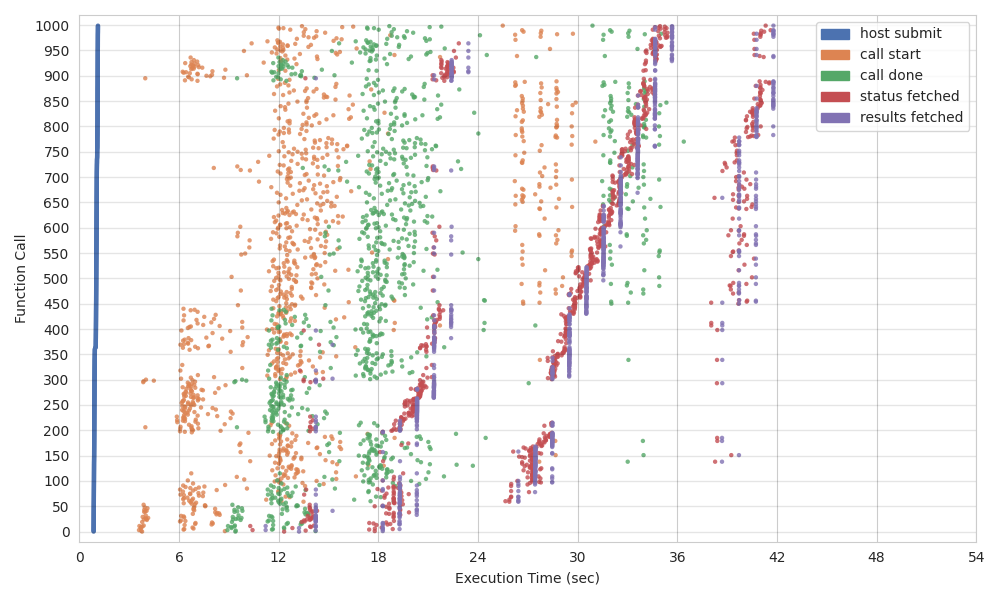 host submit
call start
call done
status fetched
results fetched
Function Call
1000
950
900
850
800
750
700
650
600
550
500
450
400
350
300
250
200
150
100
50
0
0 6 12 18 24 30 36 42 48 54
Execution Time (sec)